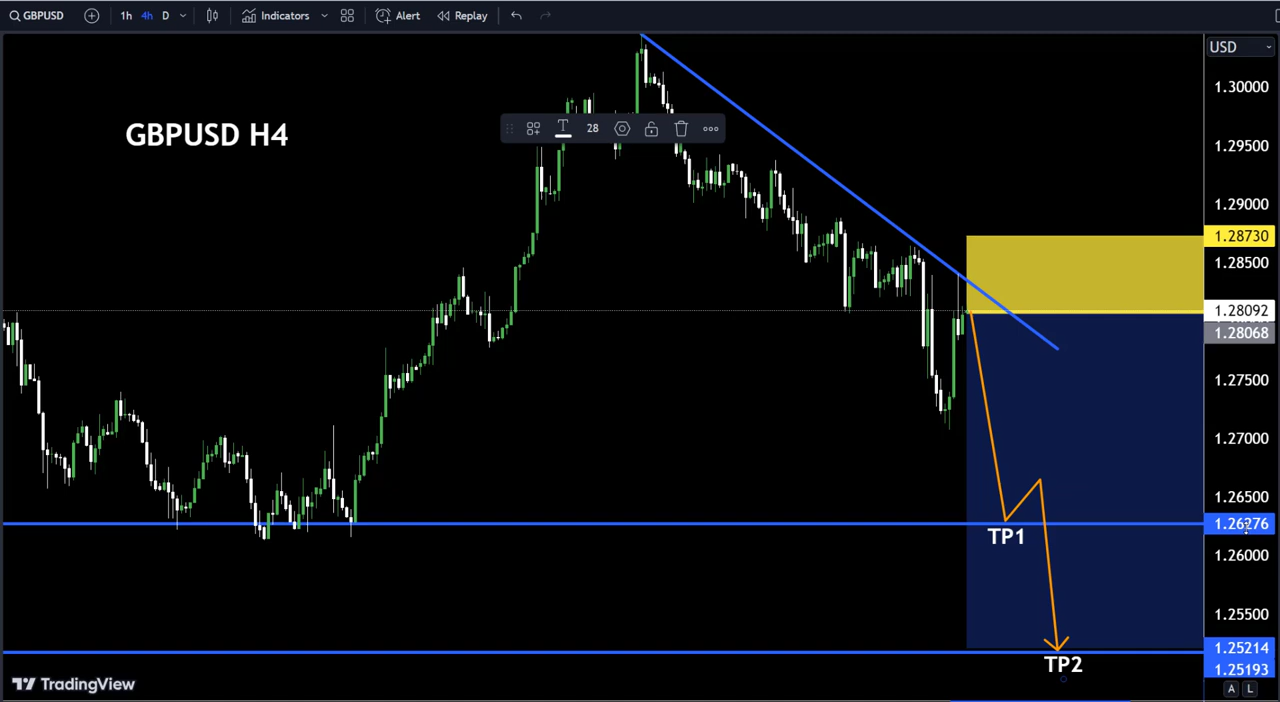 GBPUSD 1h 4h D Indicators Alert Replay
USD
1.30000
GBPUSD H4
T 28
1.29500
1.29000
1.28730
1.28500
1.28092
1.28068
1.27500
1.27000
1.26500
1.26276
TP1
1.26000
1.25500
1.25214
TP2
1.25193
TradingView
A L